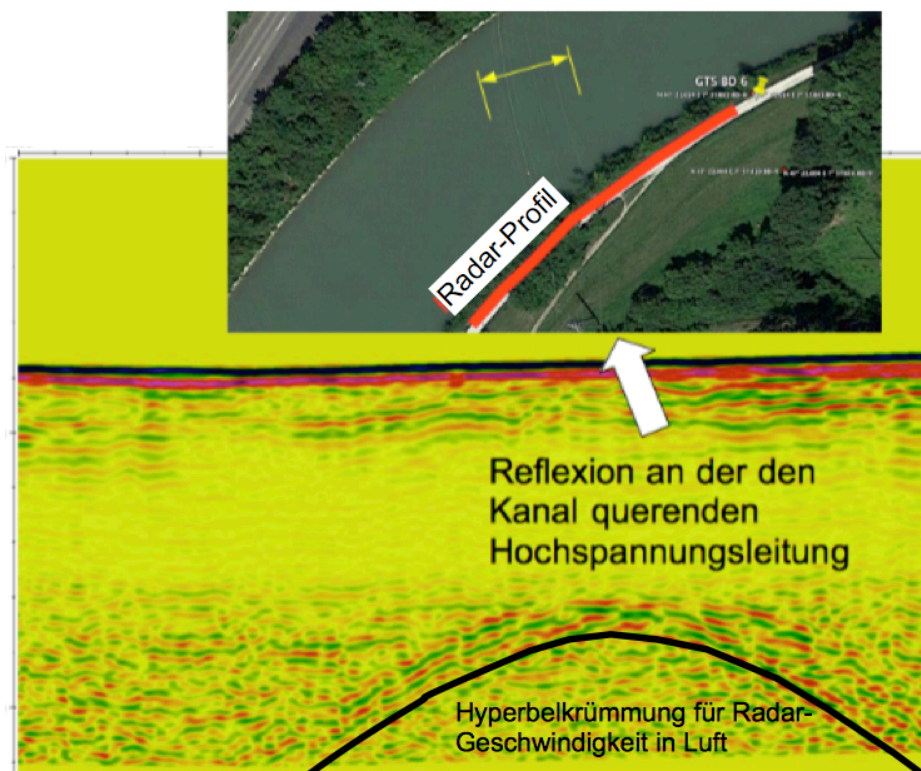 GTS BD 6
Radar-Profil
Reflexion an der den
Kanal querenden
Hochspannungsleitung
Hyperbelkrümmung für Radar-
Geschwindigkeit in Luft